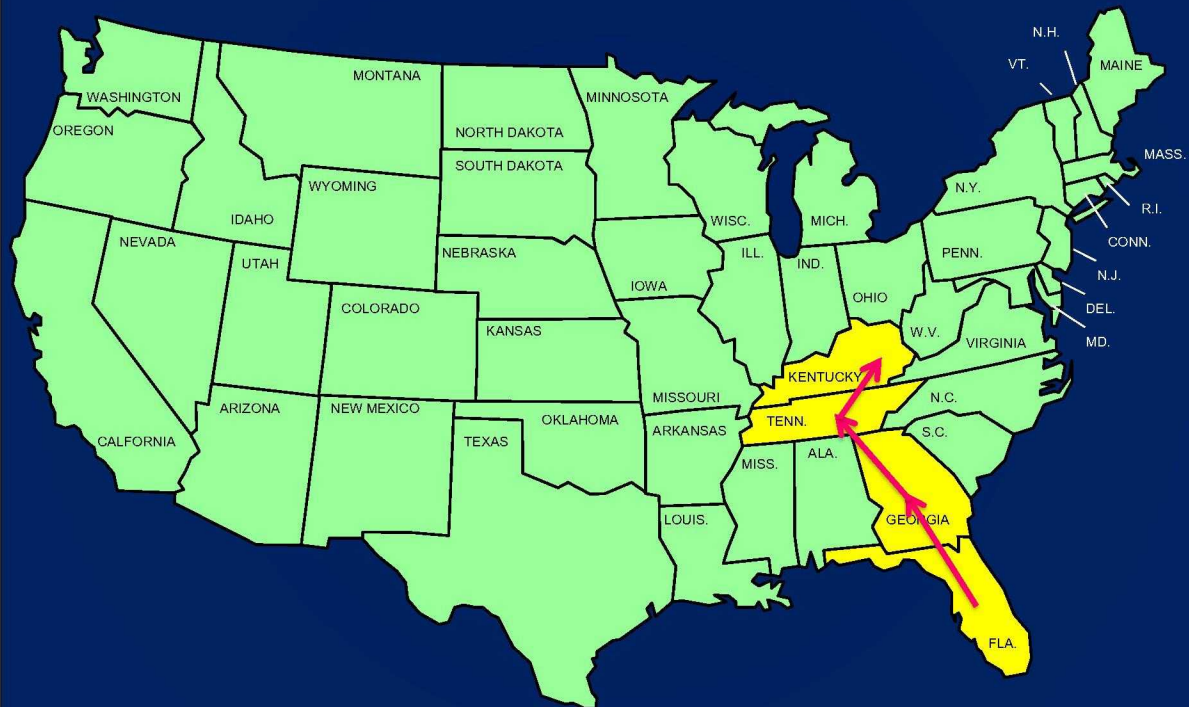 N.H.
VT.
MAINE
MONTANA
WASHINGTON
MINNOSOTA
OREGON
NORTH DAKOTA
MASS.
SOUTH DAKOTA
WYOMING
N.Y.
R.I.
IDAHO
WISC.
MICH.
NEVADA
CONN.
NEBRASKA
ILL.
PENN.
UTAH
IND.
N.J.
IOWA
OHIO
COLORADO
DEL.
KANSAS
W.V.
VIRGINIA
MD.
KENTUCKY
MISSOURI
N.C.
ARIZONA
NEW MEXICO
OKLAHOMA
TENN.
ARKANSAS
S.C.
CALFORNIA
TEXAS
ALA.
MISS.
LOUIS.
GEORGIA
FLA.